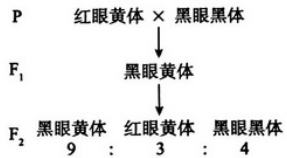 P 红眼黄体 × 黑眼黑体
F₁ 黑眼黄体
F₂ 黑眼黄体 红眼黄体 黑眼黑体
9 : 3 : 4